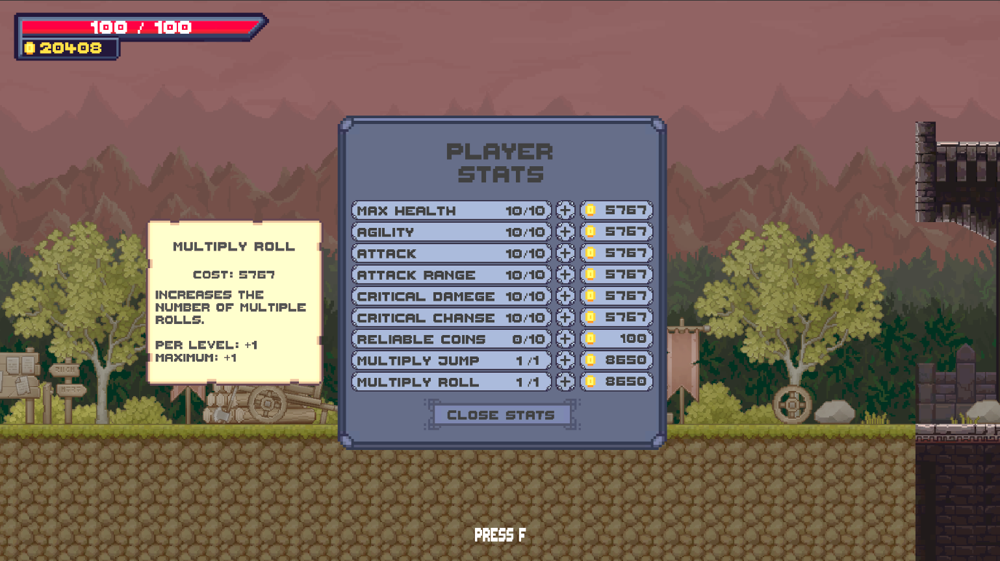 100 / 100
20408
PLAYER
STATS
MAX HEALTH 10/10 + 5767
AGILITY 10/10 + 5767
ATTACK 10/10 + 5767
ATTACK RANGE 10/10 + 5767
CRITICAL DAMEGE 10/10 + 5767
CRITICAL CHANSE 10/10 + 5767
RELIABLE COINS 0/10 + 100
MULTIPLY JUMP 1/1 + 8650
MULTIPLY ROLL 1/1 + 8650
CLOSE STATS
MULTIPLY ROLL
COST: 5767
INCREASES THE
NUMBER OF MULTIPLE
ROLLS.
PER LEVEL: +1
MAXIMUM: +1
PRESS F